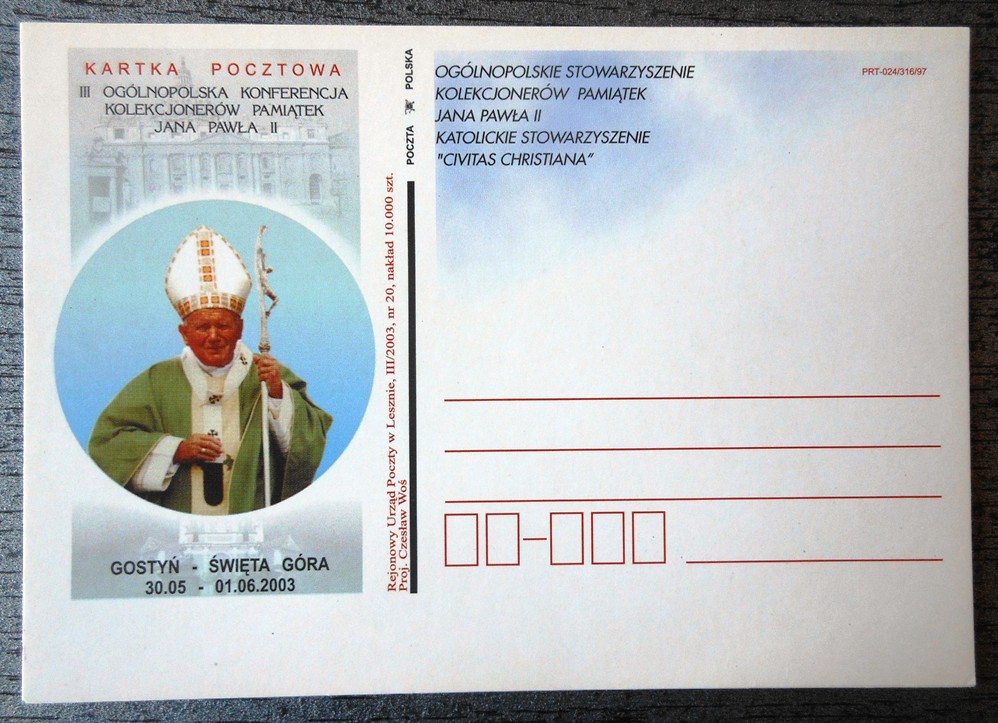 KARTKA POCZTOWA
III OGÓLNOPOLSKA KONFERENCJA
KOLEKCJONERÓW PAMIĄTEK
JANA PAWŁA II
GOSTYŃ - ŚWIĘTA GÓRA
30.05 - 01.06.2003
Rejonowy Urząd Poczty w Lesznie, III/2003, nr 20, nakład 10.000 szt.
Proj. Czesław Woś
POCZTA POLSKA
OGÓLNOPOLSKIE STOWARZYSZENIE
KOLEKCJONERÓW PAMIĄTEK
JANA PAWŁA II
KATOLICKIE STOWARZYSZENIE
"CIVITAS CHRISTIANA”
PRT-024/316/97